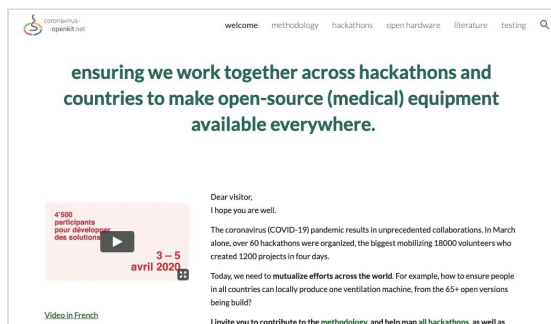 coronavirus-
openkit.net
welcome methodology hackathons open hardware literature testing
ensuring we work together across hackathons and
countries to make open-source (medical) equipment
available everywhere.
4'500
participants
pour développer
des solutions
3 – 5
avril 2020
Video in French
Dear visitor,
I hope you are well.
The coronavirus (COVID-19) pandemic results in unprecedented collaborations. In March
alone, over 60 hackathons were organized, the biggest mobilizing 18000 volunteers who
created 1200 projects in four days.
Today, we need to mutualize efforts across the world. For example, how to ensure people
in all countries can locally produce one ventilation machine, from the 65+ open versions
being build?
I invite you to contribute to the methodology, and help map all hackathons, as well as